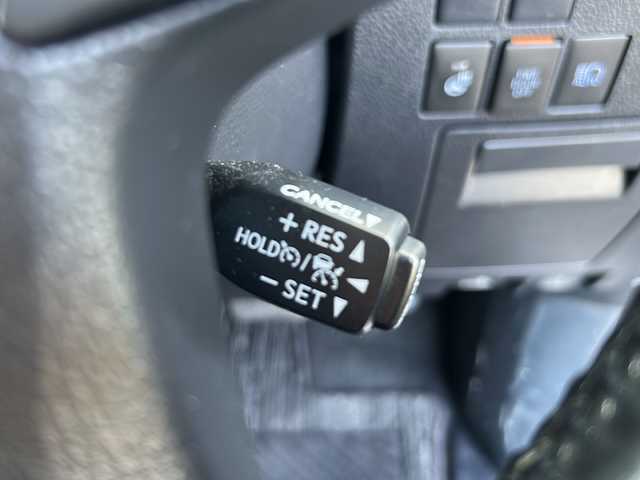 CANCEL
+ RES
HOLD /
− SET